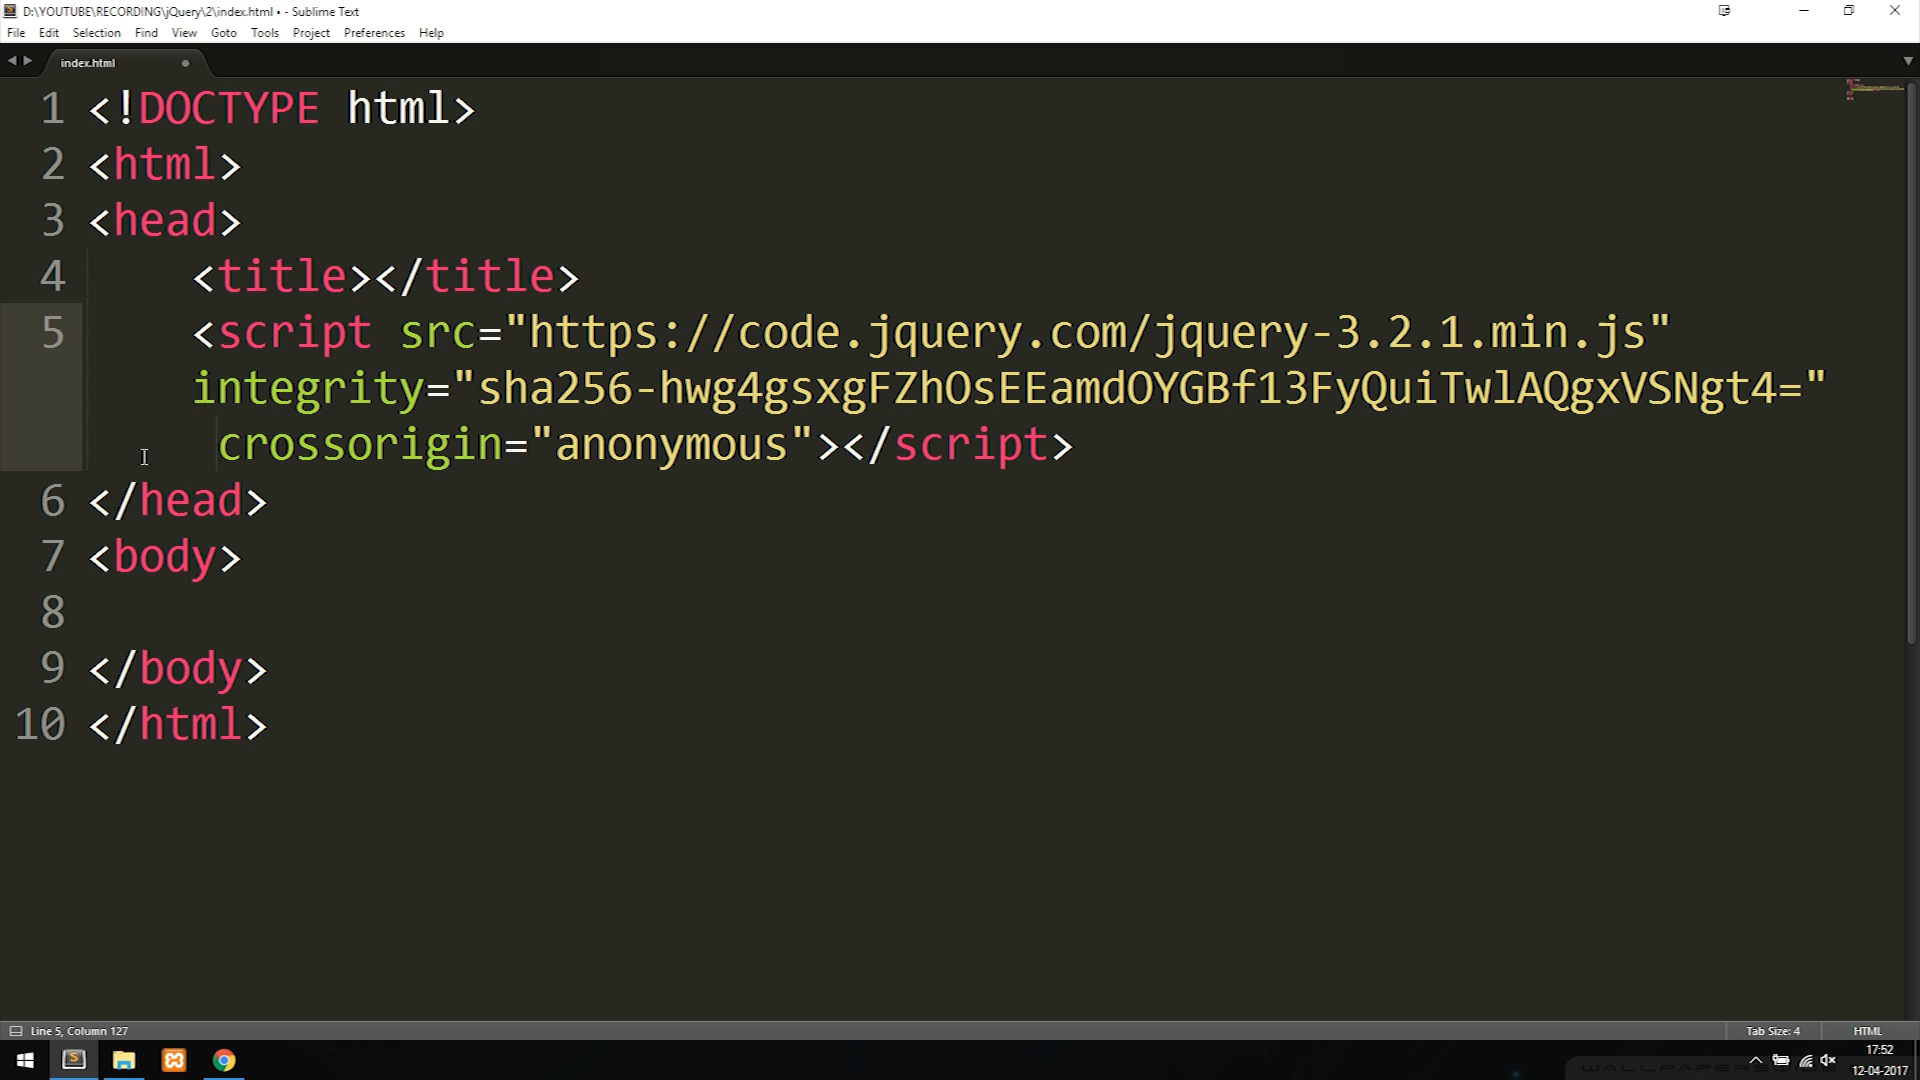 D:\YOUTUBE\RECORDING\jQuery\2\index.html • - Sublime Text
File Edit Selection Find View Goto Tools Project Preferences Help
index.html
1 <!DOCTYPE html>
2 <html>
3 <head>
4 <title></title>
5 <script src="https://code.jquery.com/jquery-3.2.1.min.js"
integrity="sha256-hwg4gsxgFZhOsEEamdOYGBf13FyQuiTwlAQgxVSNgt4="
crossorigin="anonymous"></script>
6 </head>
7 <body>
8
9 </body>
10 </html>
Line 5, Column 127 Tab Size: 4 HTML
17:52
12-04-2017